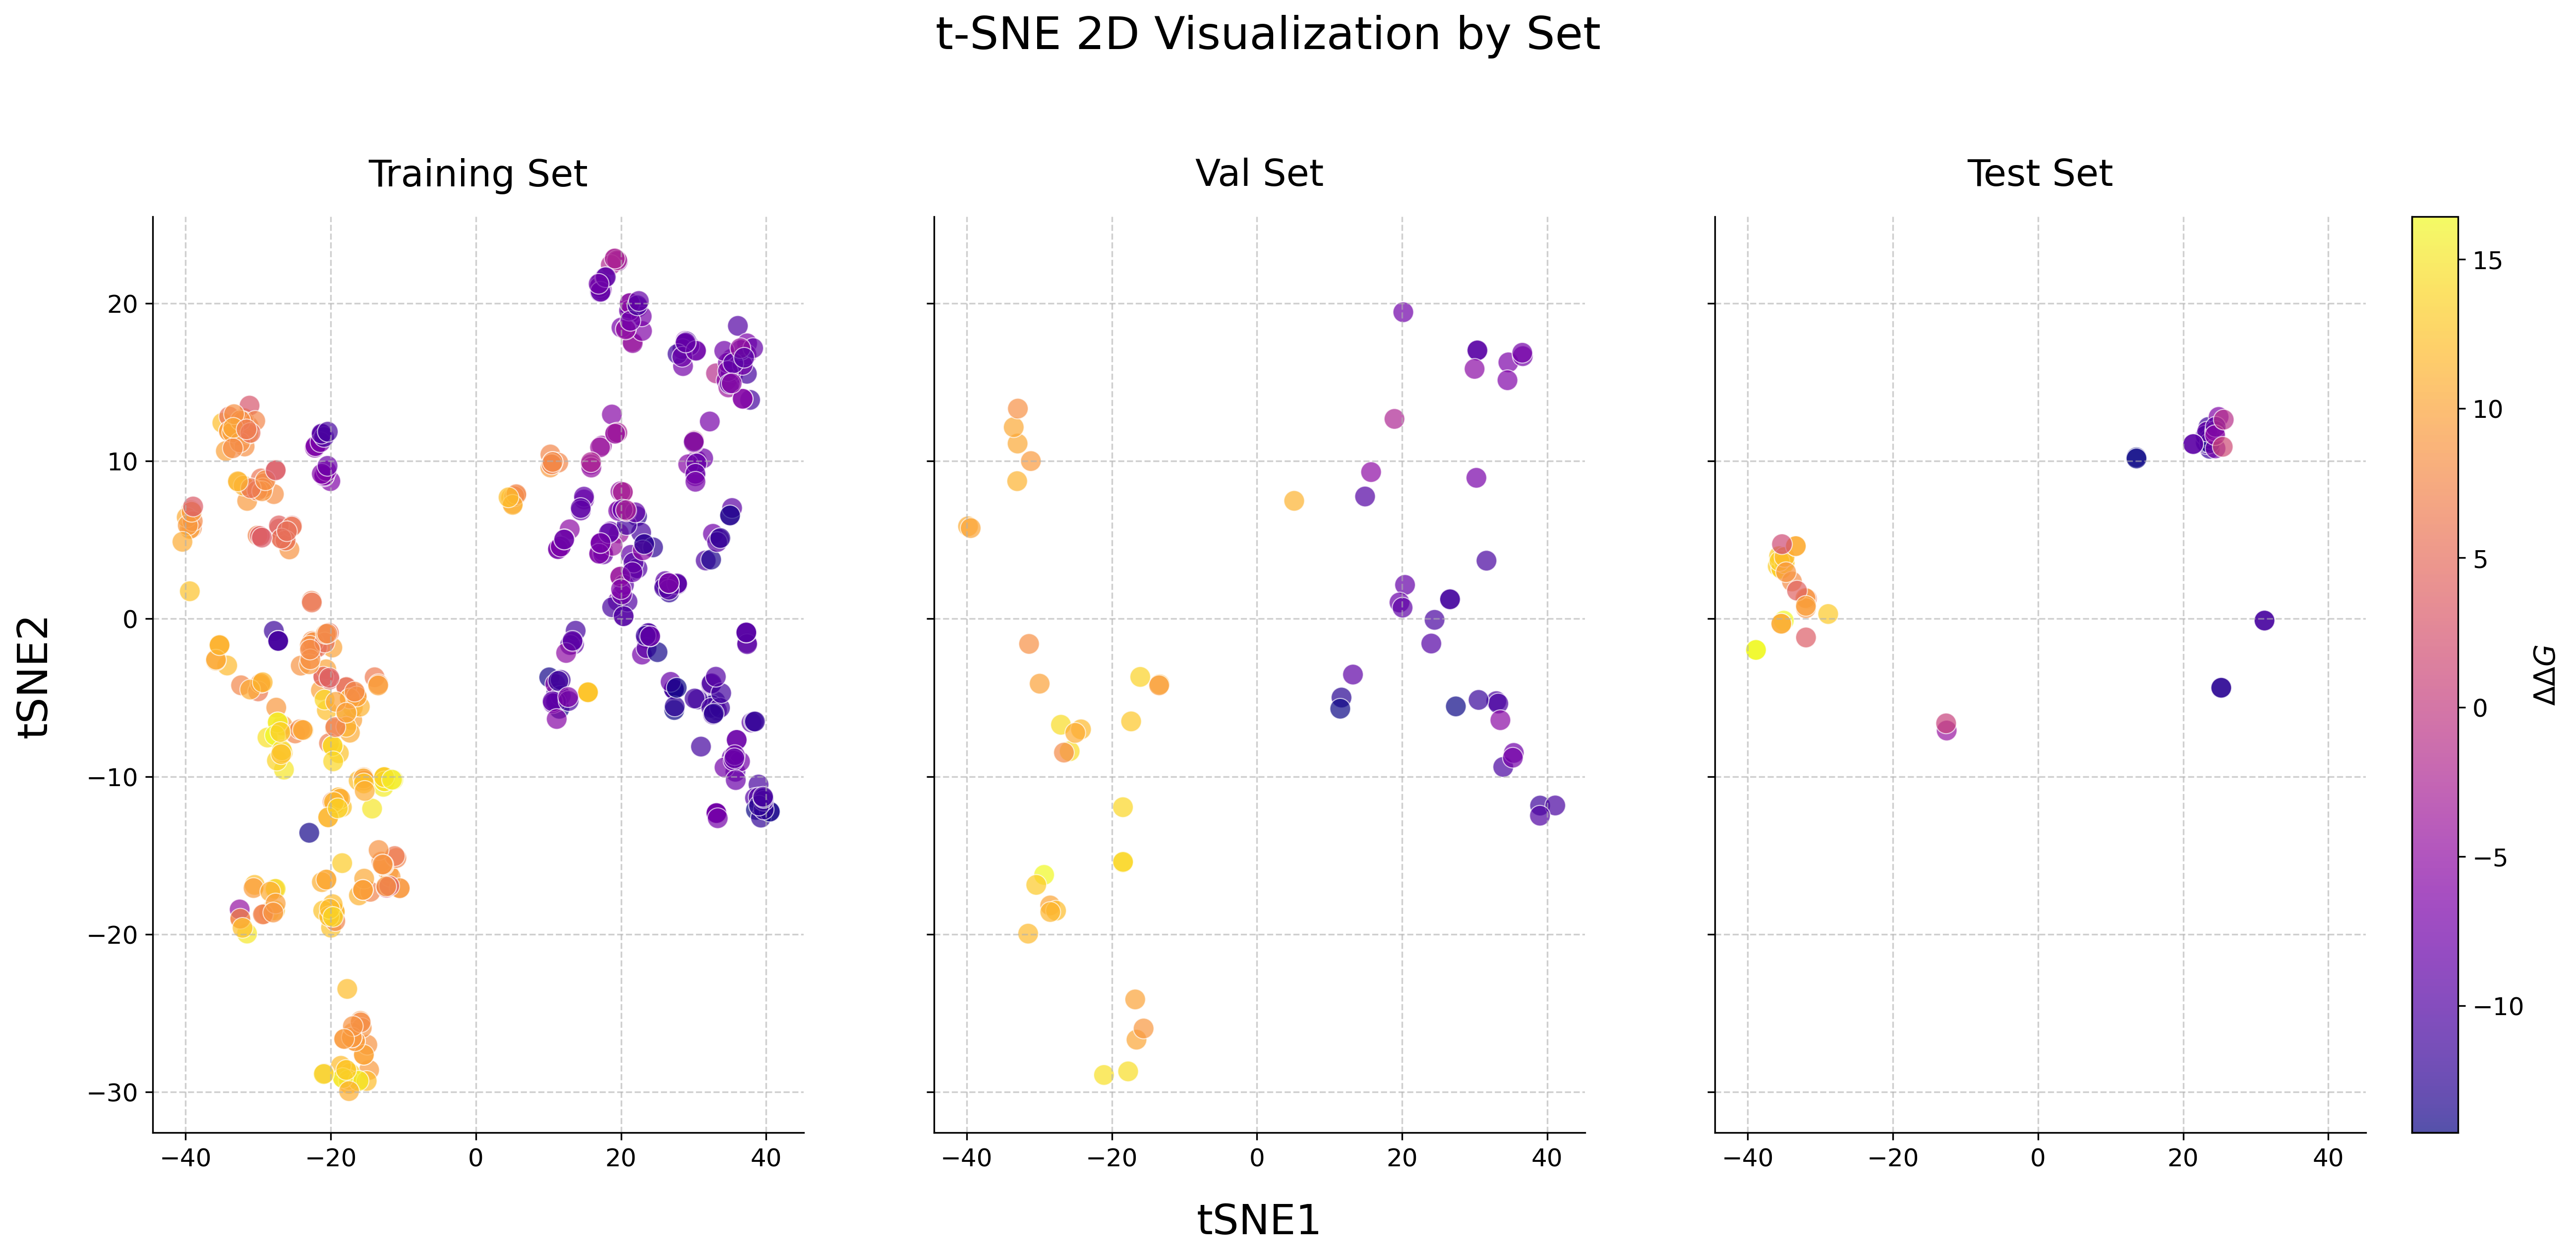 t-SNE 2D Visualization by Set
Training Set
Val Set
Test Set
20
10
0
−10
−20
−30
tSNE2
−40 −20 0 20 40
−40 −20 0 20 40
−40 −20 0 20 40
tSNE1
15
10
5
0
−5
−10
ΔΔG